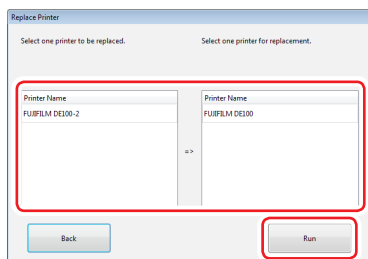 Replace Printer
Select one printer to be replaced.
Select one printer for replacement.
Printer Name
Printer Name
FUJIFILM DE100-2
FUJIFILM DE100
=>
Back
Run